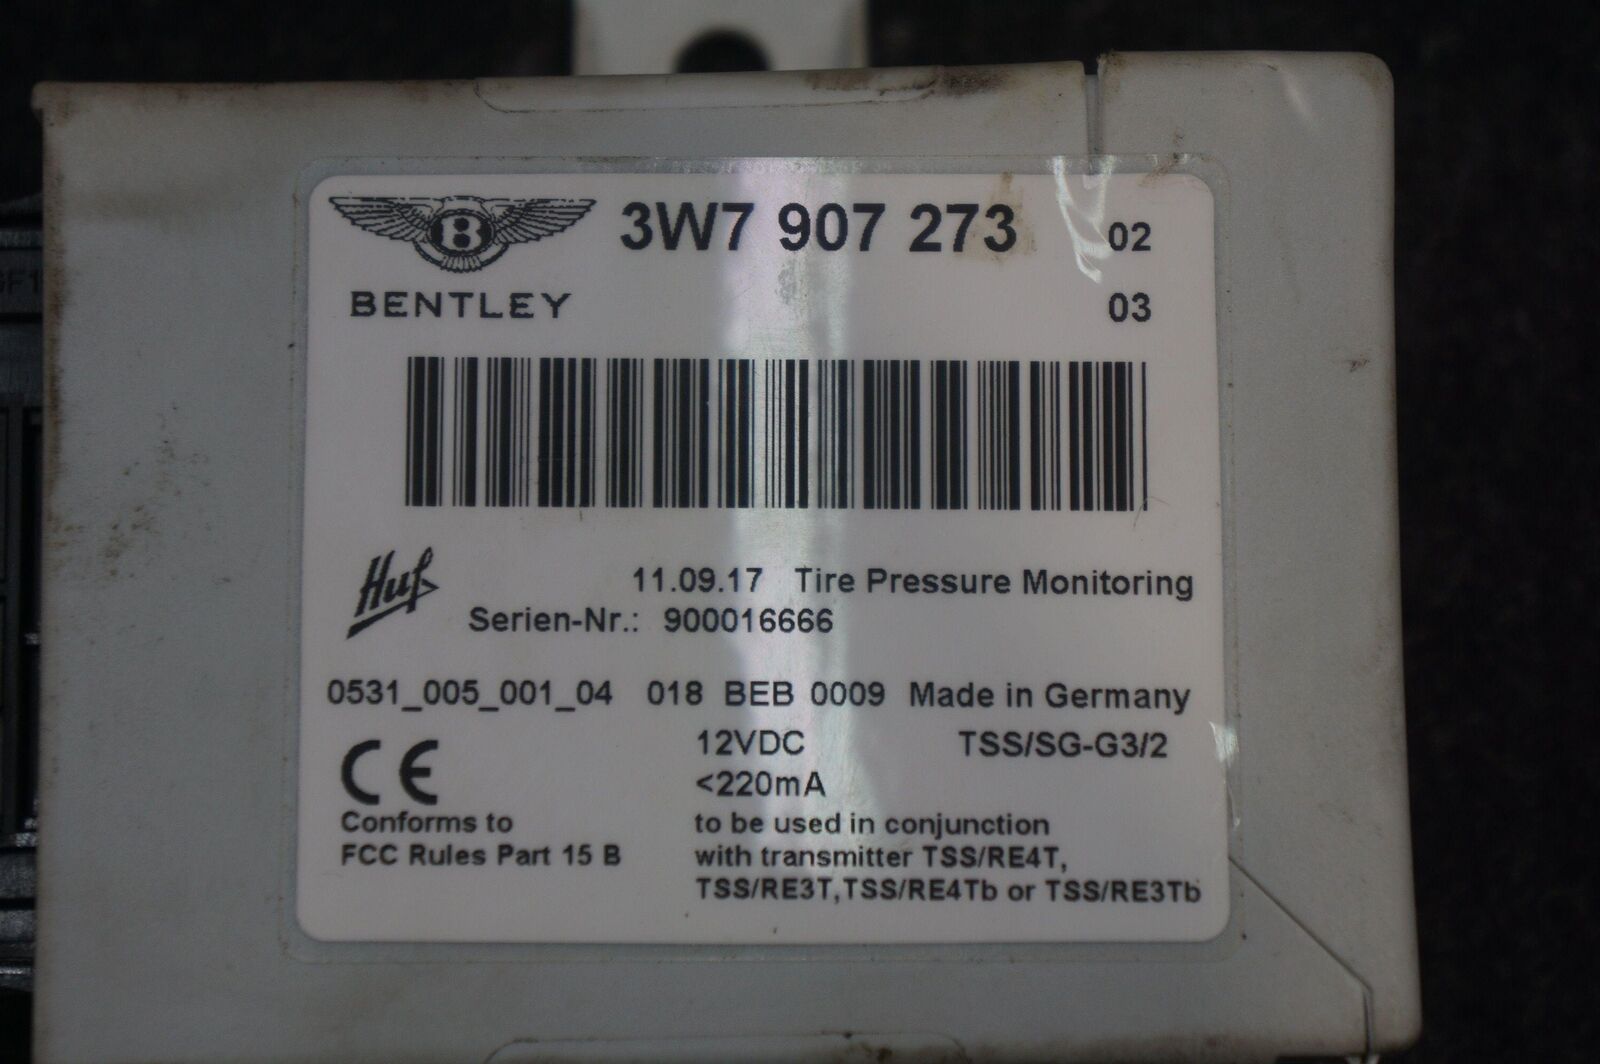 3W7 907 273 02
B
BENTLEY 03
Huf
11.09.17 Tire Pressure Monitoring
Serien-Nr.: 900016666
0531_005_001_04 018 BEB 0009 Made in Germany
12VDC TSS/SG-G3/2
CE <220mA
Conforms to
FCC Rules Part 15 B
to be used in conjunction
with transmitter TSS/RE4T,
TSS/RE3T,TSS/RE4Tb or TSS/RE3Tb